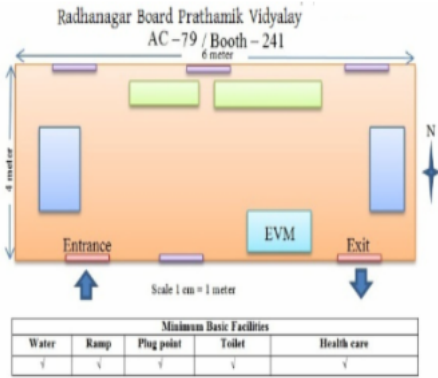 Radhanagar Board Prathamik Vidyalay
AC – 79 / Booth – 241
6 meter
4 meter
N
EVM
Entrance
Exit
Scale 1 cm = 1 meter
Minimum Basic Facilities
Water Ramp Plug point Toilet Health care
√ √ √ √ √